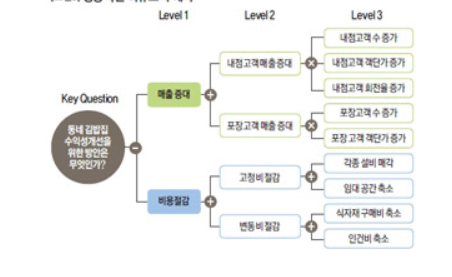 Level 1
Level 2
Level 3
Key Question
동네 김밥집
수익성개선을
위한 방안은
무엇인가?
매출 증대
내점고객 매출 증대
내점고객 수 증가
내점고객 객단가 증가
내점고객 회전율 증가
포장고객 매출 증대
포장고객 수 증가
포장 고객 객단가 증가
비용절감
고정비 절감
각종 설비 매각
임대 공간 축소
변동비 절감
식자재 구매비 축소
인건비 축소